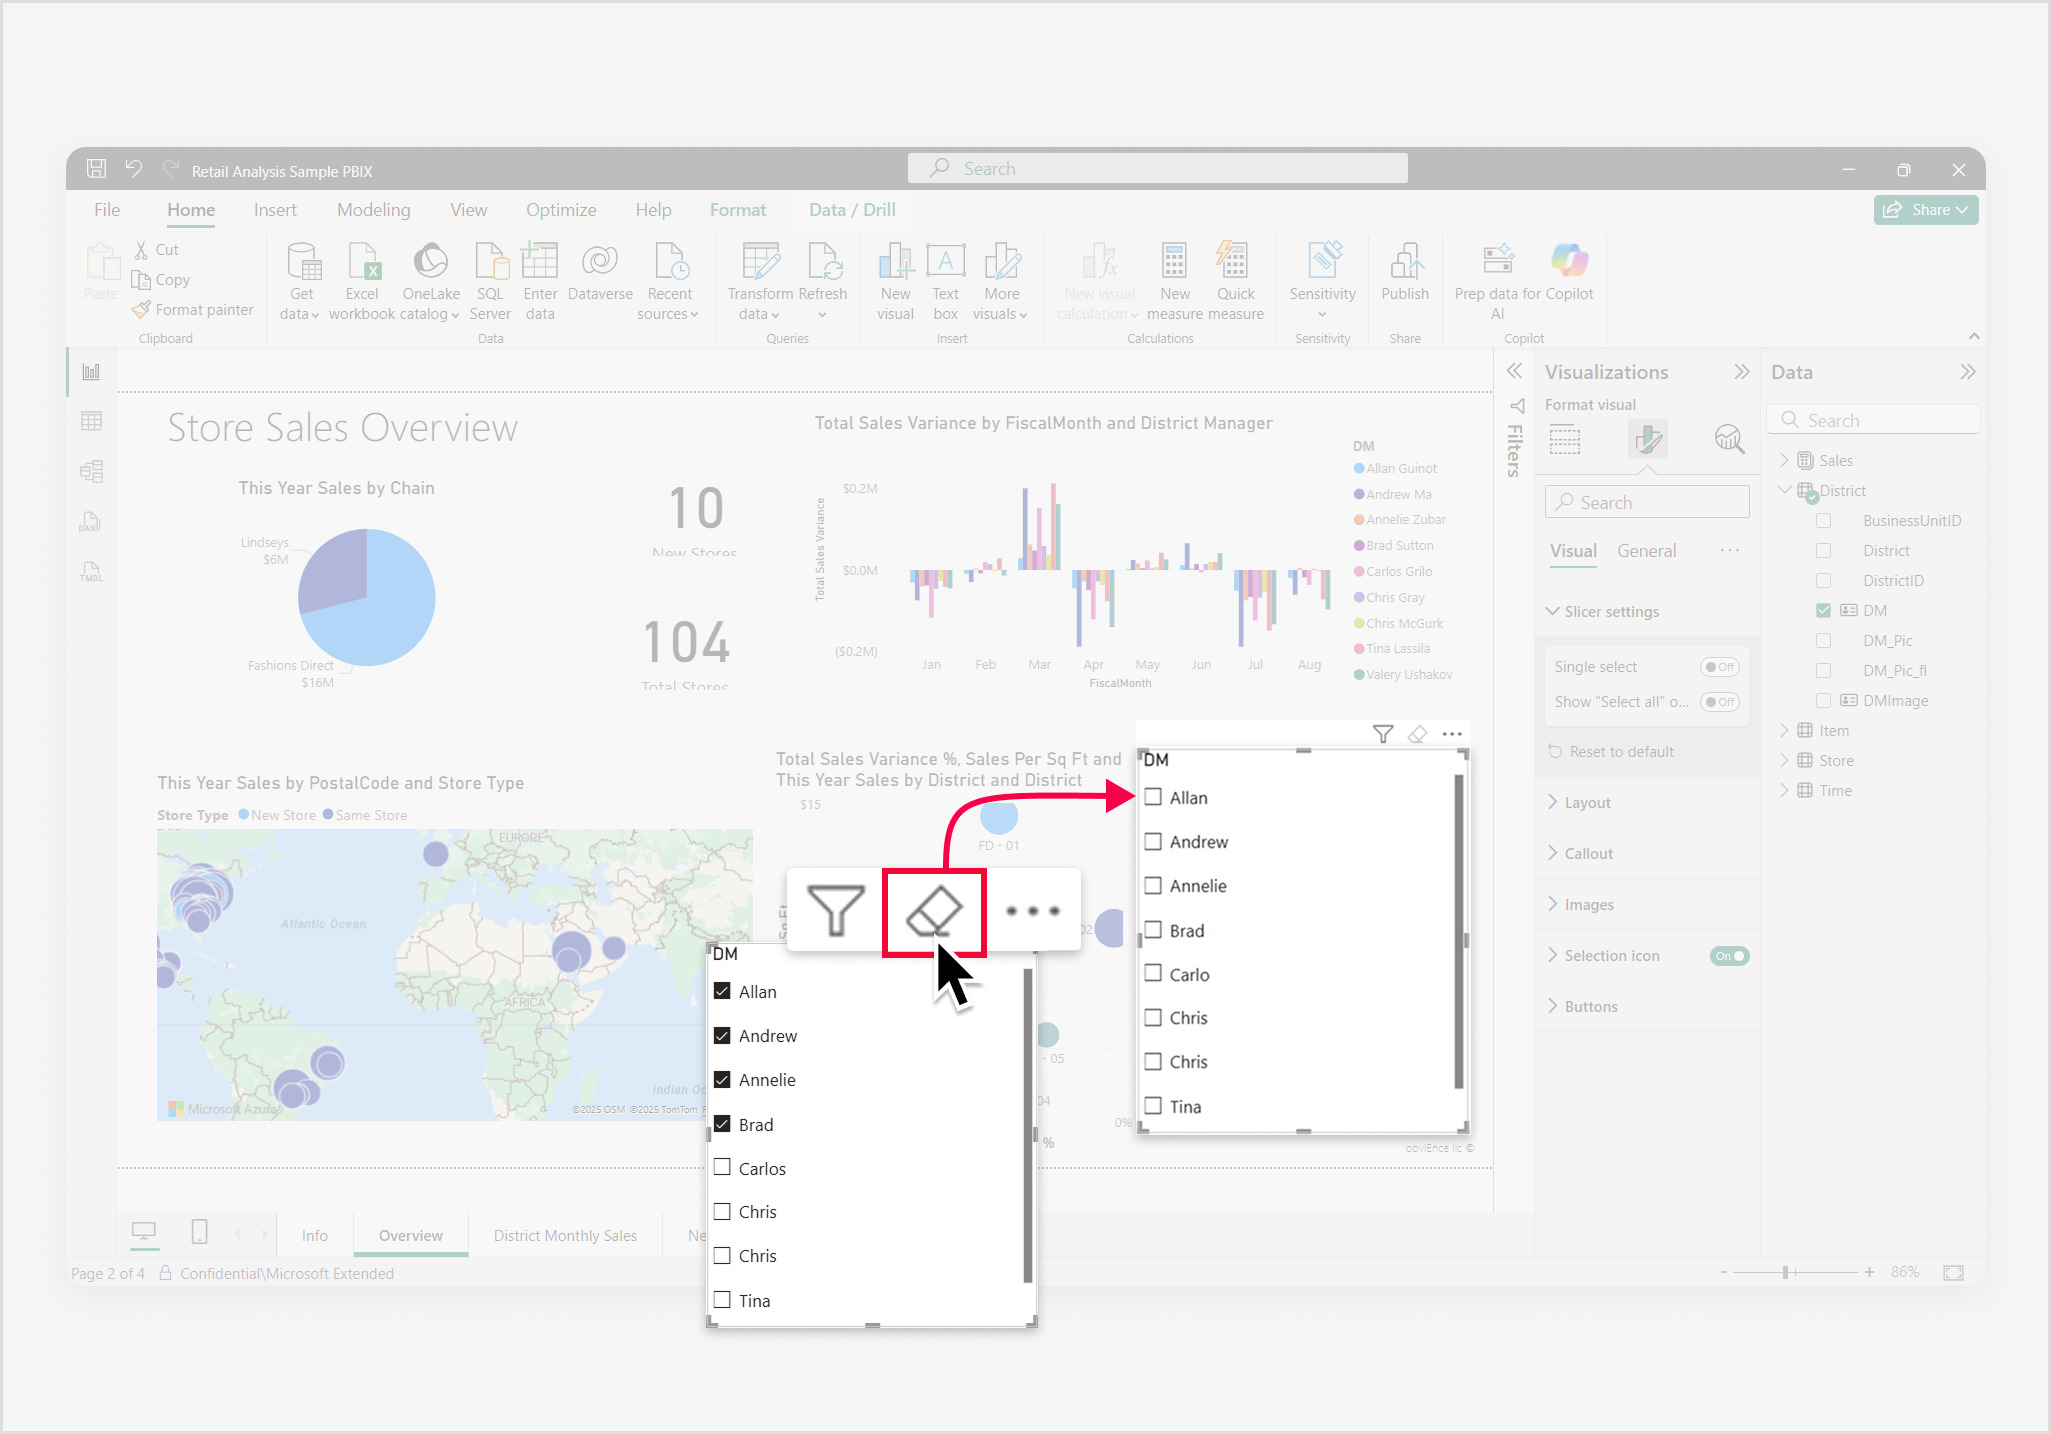 Retail Analysis Sample PBIX
Search
File Home Insert Modeling View Optimize Help Format Data / Drill
Share
Paste
Cut
Copy
Format painter
Clipboard
Get data
Excel workbook
OneLake catalog
SQL Server
Enter data
Dataverse
Recent sources
Data
Transform data
Refresh
Queries
New visual
Text box
More visuals
Insert
New visual calculation
New measure
Quick measure
Calculations
Sensitivity
Sensitivity
Publish
Share
Prep data for AI
Copilot
Copilot
DAX
TMDL
Store Sales Overview
This Year Sales by Chain
Lindseys
$6M
Fashions Direct
$16M
10
New Stores
104
Total Stores
Total Sales Variance by FiscalMonth and District Manager
Total Sales Variance
$0.2M
$0.0M
($0.2M)
Jan Feb Mar Apr May Jun Jul Aug
FiscalMonth
DM
Allan Guinot
Andrew Ma
Annelie Zubar
Brad Sutton
Carlos Grilo
Chris Gray
Chris McGurk
Tina Lassila
Valery Ushakov
This Year Sales by PostalCode and Store Type
Store Type New Store Same Store
EUROPE
Atlantic Ocean
AFRICA
Indian
Microsoft Azure
©2025 OSM ©2025 TomTom
Total Sales Variance %, Sales Per Sq Ft and
This Year Sales by District and District
$15
FD - 01
02
- 05
04
0%
%
DM
Allan
Andrew
Annelie
Brad
Carlos
Chris
Chris
Tina
DM
Allan
Andrew
Annelie
Brad
Carlo
Chris
Chris
Tina
obviEnce llc ©
Filters
Visualizations
Format visual
Search
Visual General
Slicer settings
Single select Off
Show "Select all" o... Off
Reset to default
Layout
Callout
Images
Selection icon On
Buttons
Data
Search
Sales
District
BusinessUnitID
District
DistrictID
DM
DM_Pic
DM_Pic_fl
DMImage
Item
Store
Time
Info Overview District Monthly Sales Ne
Page 2 of 4 Confidential\Microsoft Extended
- + 86%